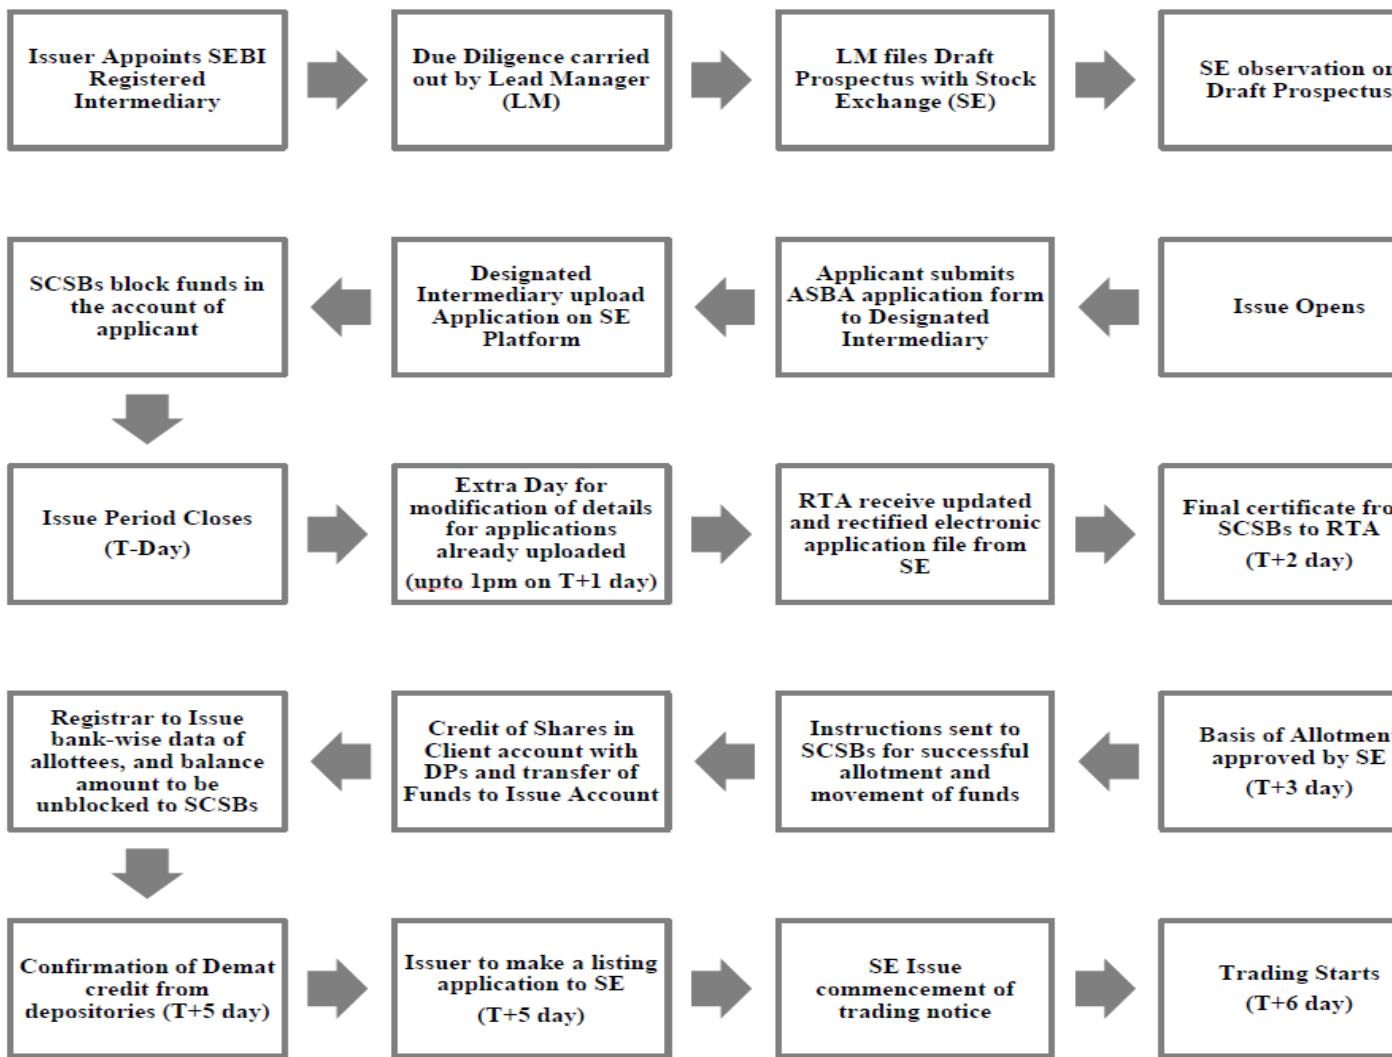 Issuer Appoints SEBI
Registered
Intermediary
Due Diligence carried
out by Lead Manager
(LM)
LM files Draft
Prospectus with Stock
Exchange (SE)
SE observation
Draft Prospectus
SCSBs block funds in
the account of
applicant
Designated
Intermediary upload
Application on SE
Platform
Applicant submits
ASBA application form
to Designated
Intermediary
Issue Opens
Issue Period Closes
(T-Day)
Extra Day for
modification of details
for applications
already uploaded
(upto 1pm on T+1 day)
RTA receive updated
and rectified electronic
application file from
SE
Final certificate
SCSBs to RTA
(T+2 day)
Registrar to Issue
bank-wise data of
allottees, and balance
amount to be
unblocked to SCSBs
Credit of Shares in
Client account with
DPs and transfer of
Funds to Issue Account
Instructions sent to
SCSBs for successful
allotment and
movement of funds
Basis of Allotment
approved by SE
(T+3 day)
Confirmation of Demat
credit from
depositories (T+5 day)
Issuer to make a listing
application to SE
(T+5 day)
SE Issue
commencement of
trading notice
Trading Starts
(T+6 day)